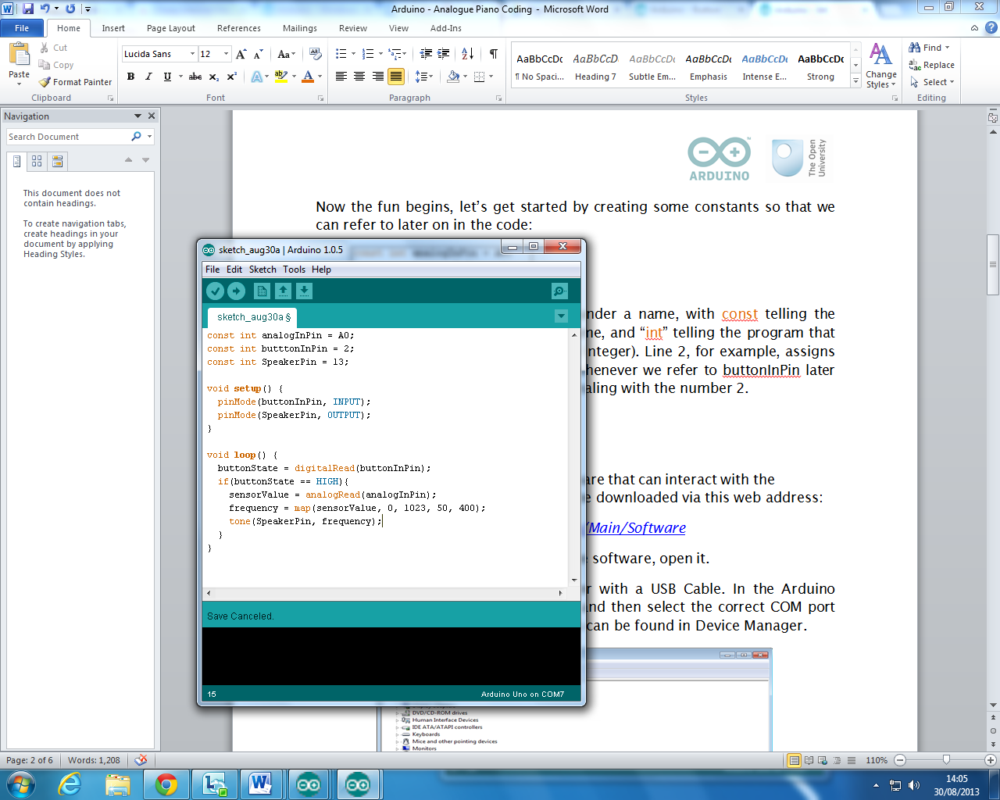 Arduino - Analogue Piano Coding - Microsoft Word
File Home Insert Page Layout References Mailings Review View Add-Ins
Paste
Cut
Copy
Format Painter
Clipboard
Lucida Sans 12
Font
Paragraph
AaBbCcDc AaBbCcD AaBbCcDc AaBbCcDc AaBbCcDc AaBbCcDc
¶ No Spaci... Heading 7 Subtle Em... Emphasis Intense E... Strong
Change Styles
Styles
Find
Replace
Select
Editing
Navigation
Search Document
This document does not
contain headings.
To create navigation tabs,
create headings in your
document by applying
Heading Styles.
ARDUINO
The Open
University
Now the fun begins, let's get started by creating some constants so that we
can refer to later on in the code:
nder a name, with const telling the
ne, and “int” telling the program that
nteger). Line 2, for example, assigns
henever we refer to buttonInPin later
aling with the number 2.
are that can interact with the
e downloaded via this web address:
/Main/Software
e software, open it.
r with a USB Cable. In the Arduino
nd then select the correct COM port
can be found in Device Manager.
sketch_aug30a | Arduino 1.0.5
File Edit Sketch Tools Help
sketch_aug30a §
const int analogInPin = A0;
const int butttonInPin = 2;
const int SpeakerPin = 13;
void setup() {
pinMode(buttonInPin, INPUT);
pinMode(SpeakerPin, OUTPUT);
}
void loop() {
buttonState = digitalRead(buttonInPin);
if(buttonState == HIGH){
sensorValue = analogRead(analogInPin);
frequency = map(sensorValue, 0, 1023, 50, 400);
tone(SpeakerPin, frequency);
}
}
Save Canceled.
15
Arduino Uno on COM7
DVD/CD-ROM drives
Human Interface Devices
IDE ATA/ATAPI controllers
Keyboards
Mice and other pointing devices
Monitors
Page: 2 of 6 Words: 1,208
110%
14:05
30/08/2013